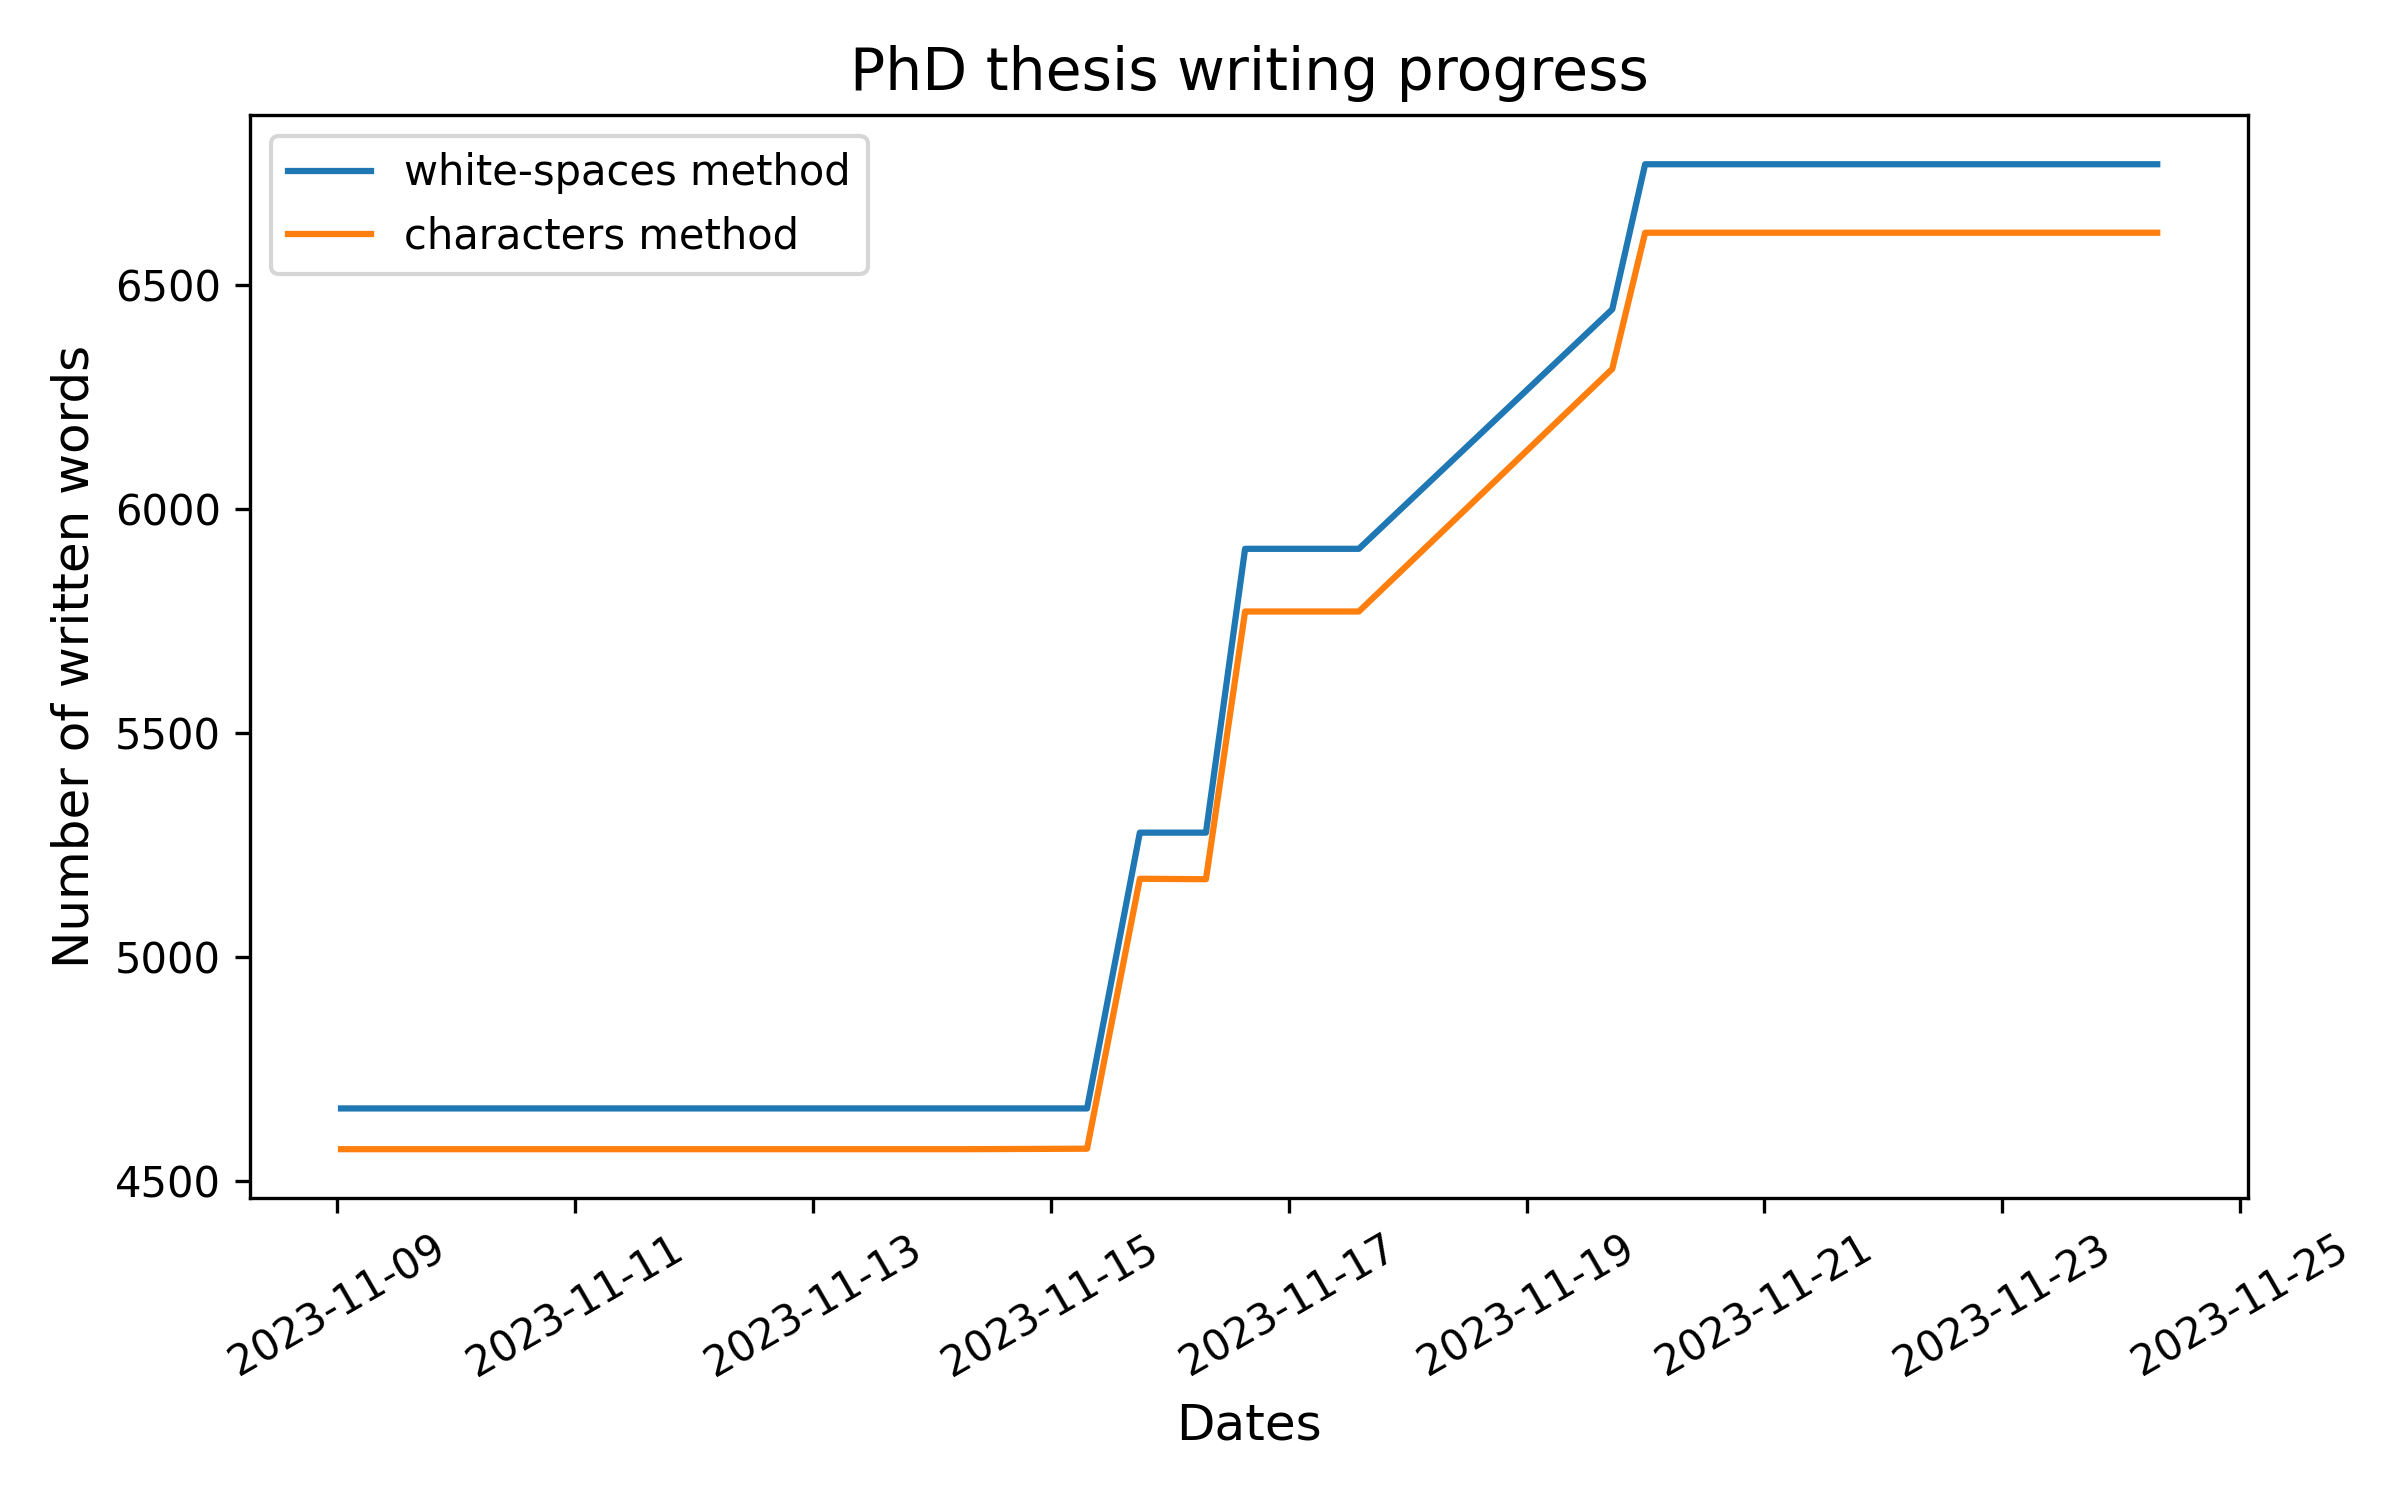 PhD thesis writing progress
white-spaces method
characters method
6500
6000
5500
5000
4500
Number of written words
2023-11-09
2023-11-11
2023-11-13
2023-11-15
2023-11-17
2023-11-19
2023-11-21
2023-11-23
2023-11-25
Dates